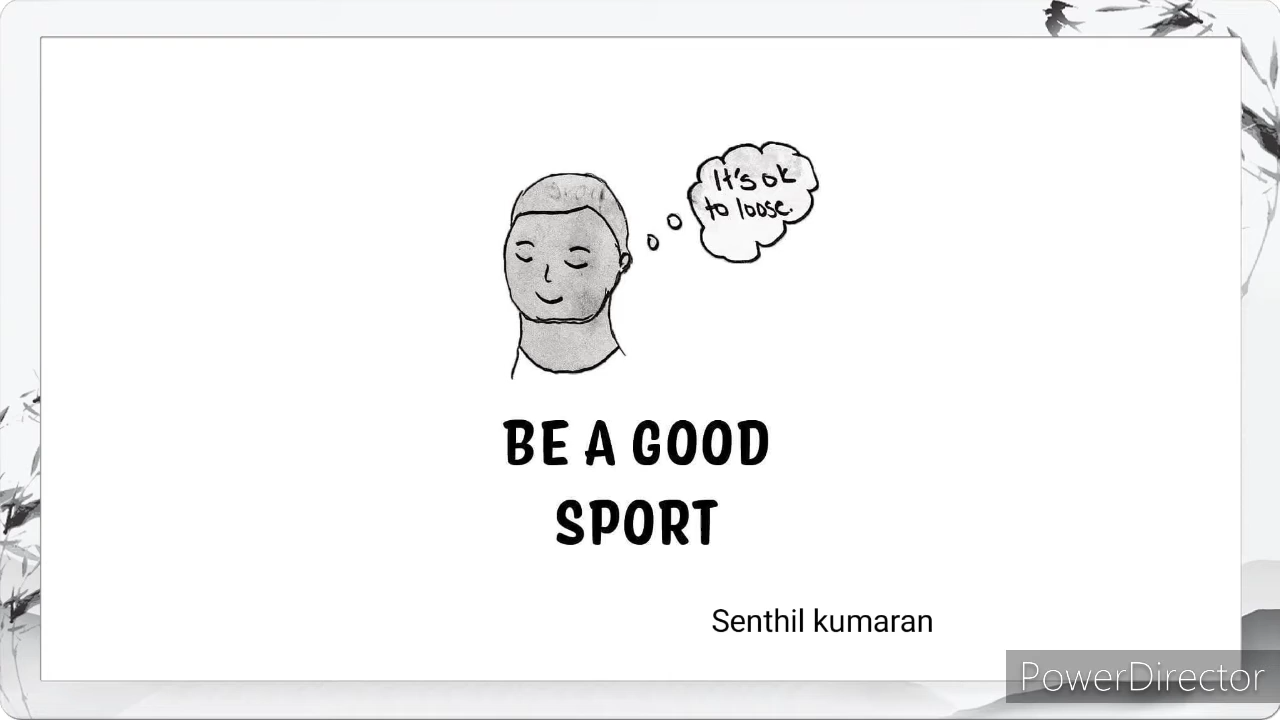 It's ok
to loose.
BE A GOOD
SPORT
Senthil kumaran
PowerDirector